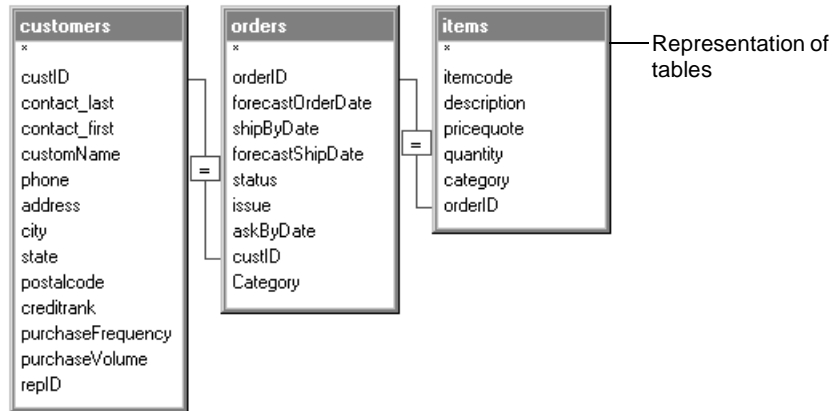 customers
*
custID
contact_last
contact_first
customName
phone
address
city
state
postalcode
creditrank
purchaseFrequency
purchaseVolume
repID
=
orders
*
orderID
forecastOrderDate
shipByDate
forecastShipDate
status
issue
askByDate
custID
Category
=
items
*
itemcode
description
pricequote
quantity
category
orderID
Representation of
tables